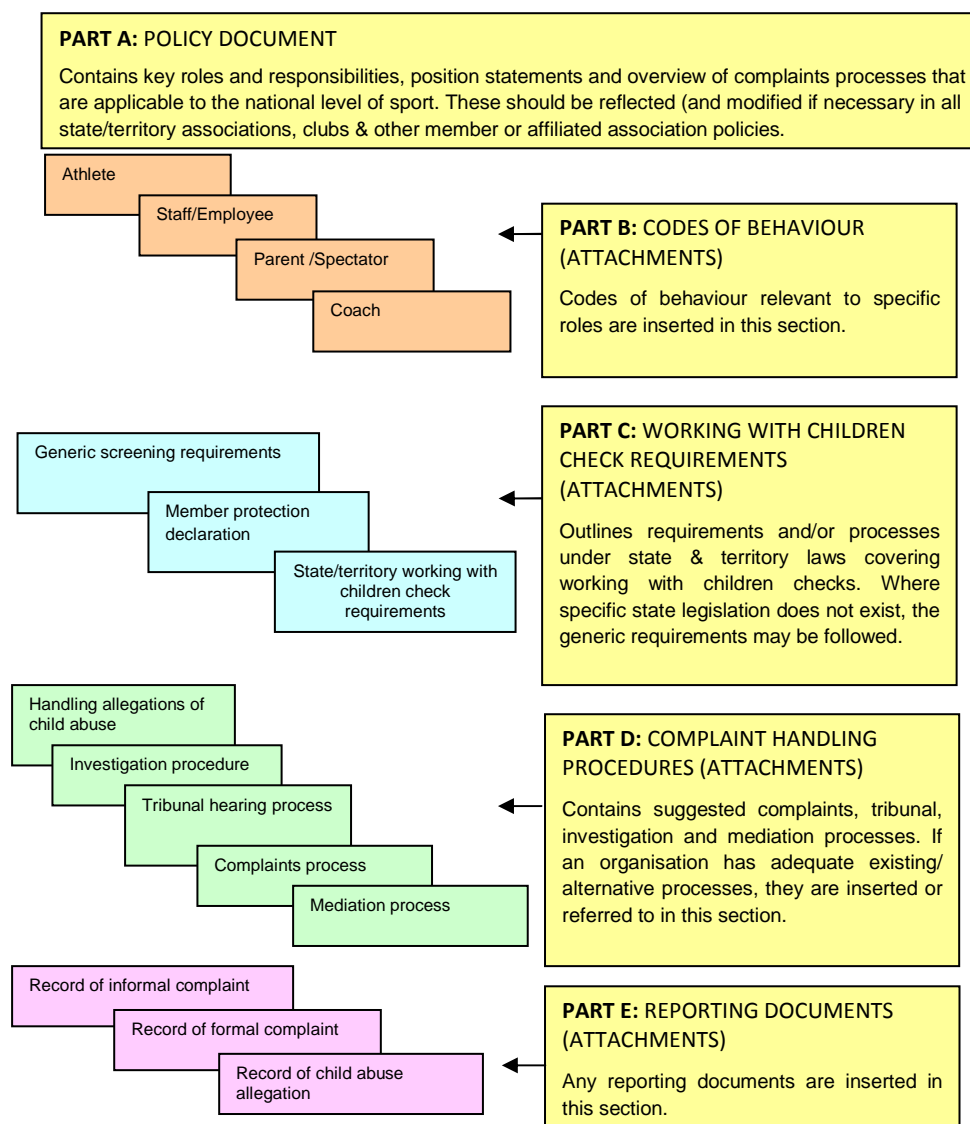 PART A: POLICY DOCUMENT
Contains key roles and responsibilities, position statements and overview of complaints processes that
are applicable to the national level of sport. These should be reflected (and modified if necessary in all
state/territory associations, clubs & other member or affiliated association policies.
Athlete
Staff/Employee
Parent /Spectator
Coach
PART B: CODES OF BEHAVIOUR
(ATTACHMENTS)
Codes of behaviour relevant to specific
roles are inserted in this section.
Generic screening requirements
Member protection
declaration
State/territory working with
children check
requirements
PART C: WORKING WITH CHILDREN
CHECK REQUIREMENTS
(ATTACHMENTS)
Outlines requirements and/or processes
under state & territory laws covering
working with children checks. Where
specific state legislation does not exist, the
generic requirements may be followed.
Handling allegations of
child abuse
Investigation procedure
Tribunal hearing process
Complaints process
Mediation process
PART D: COMPLAINT HANDLING
PROCEDURES (ATTACHMENTS)
Contains suggested complaints, tribunal,
investigation and mediation processes. If
an organisation has adequate existing/
alternative processes, they are inserted or
referred to in this section.
Record of informal complaint
Record of formal complaint
Record of child abuse
allegation
PART E: REPORTING DOCUMENTS
(ATTACHMENTS)
Any reporting documents are inserted in
this section.